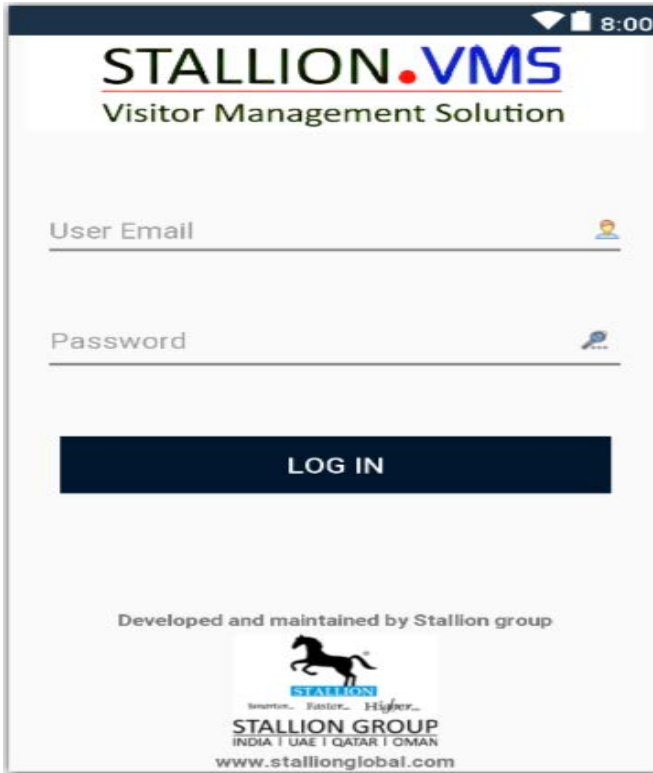 8:00
STALLION.VMS
Visitor Management Solution
User Email
Password
LOG IN
Developed and maintained by Stallion group
STALLION
Smarter... Faster... Higher...
STALLION GROUP
INDIA | UAE | QATAR | OMAN
www.stallionglobal.com